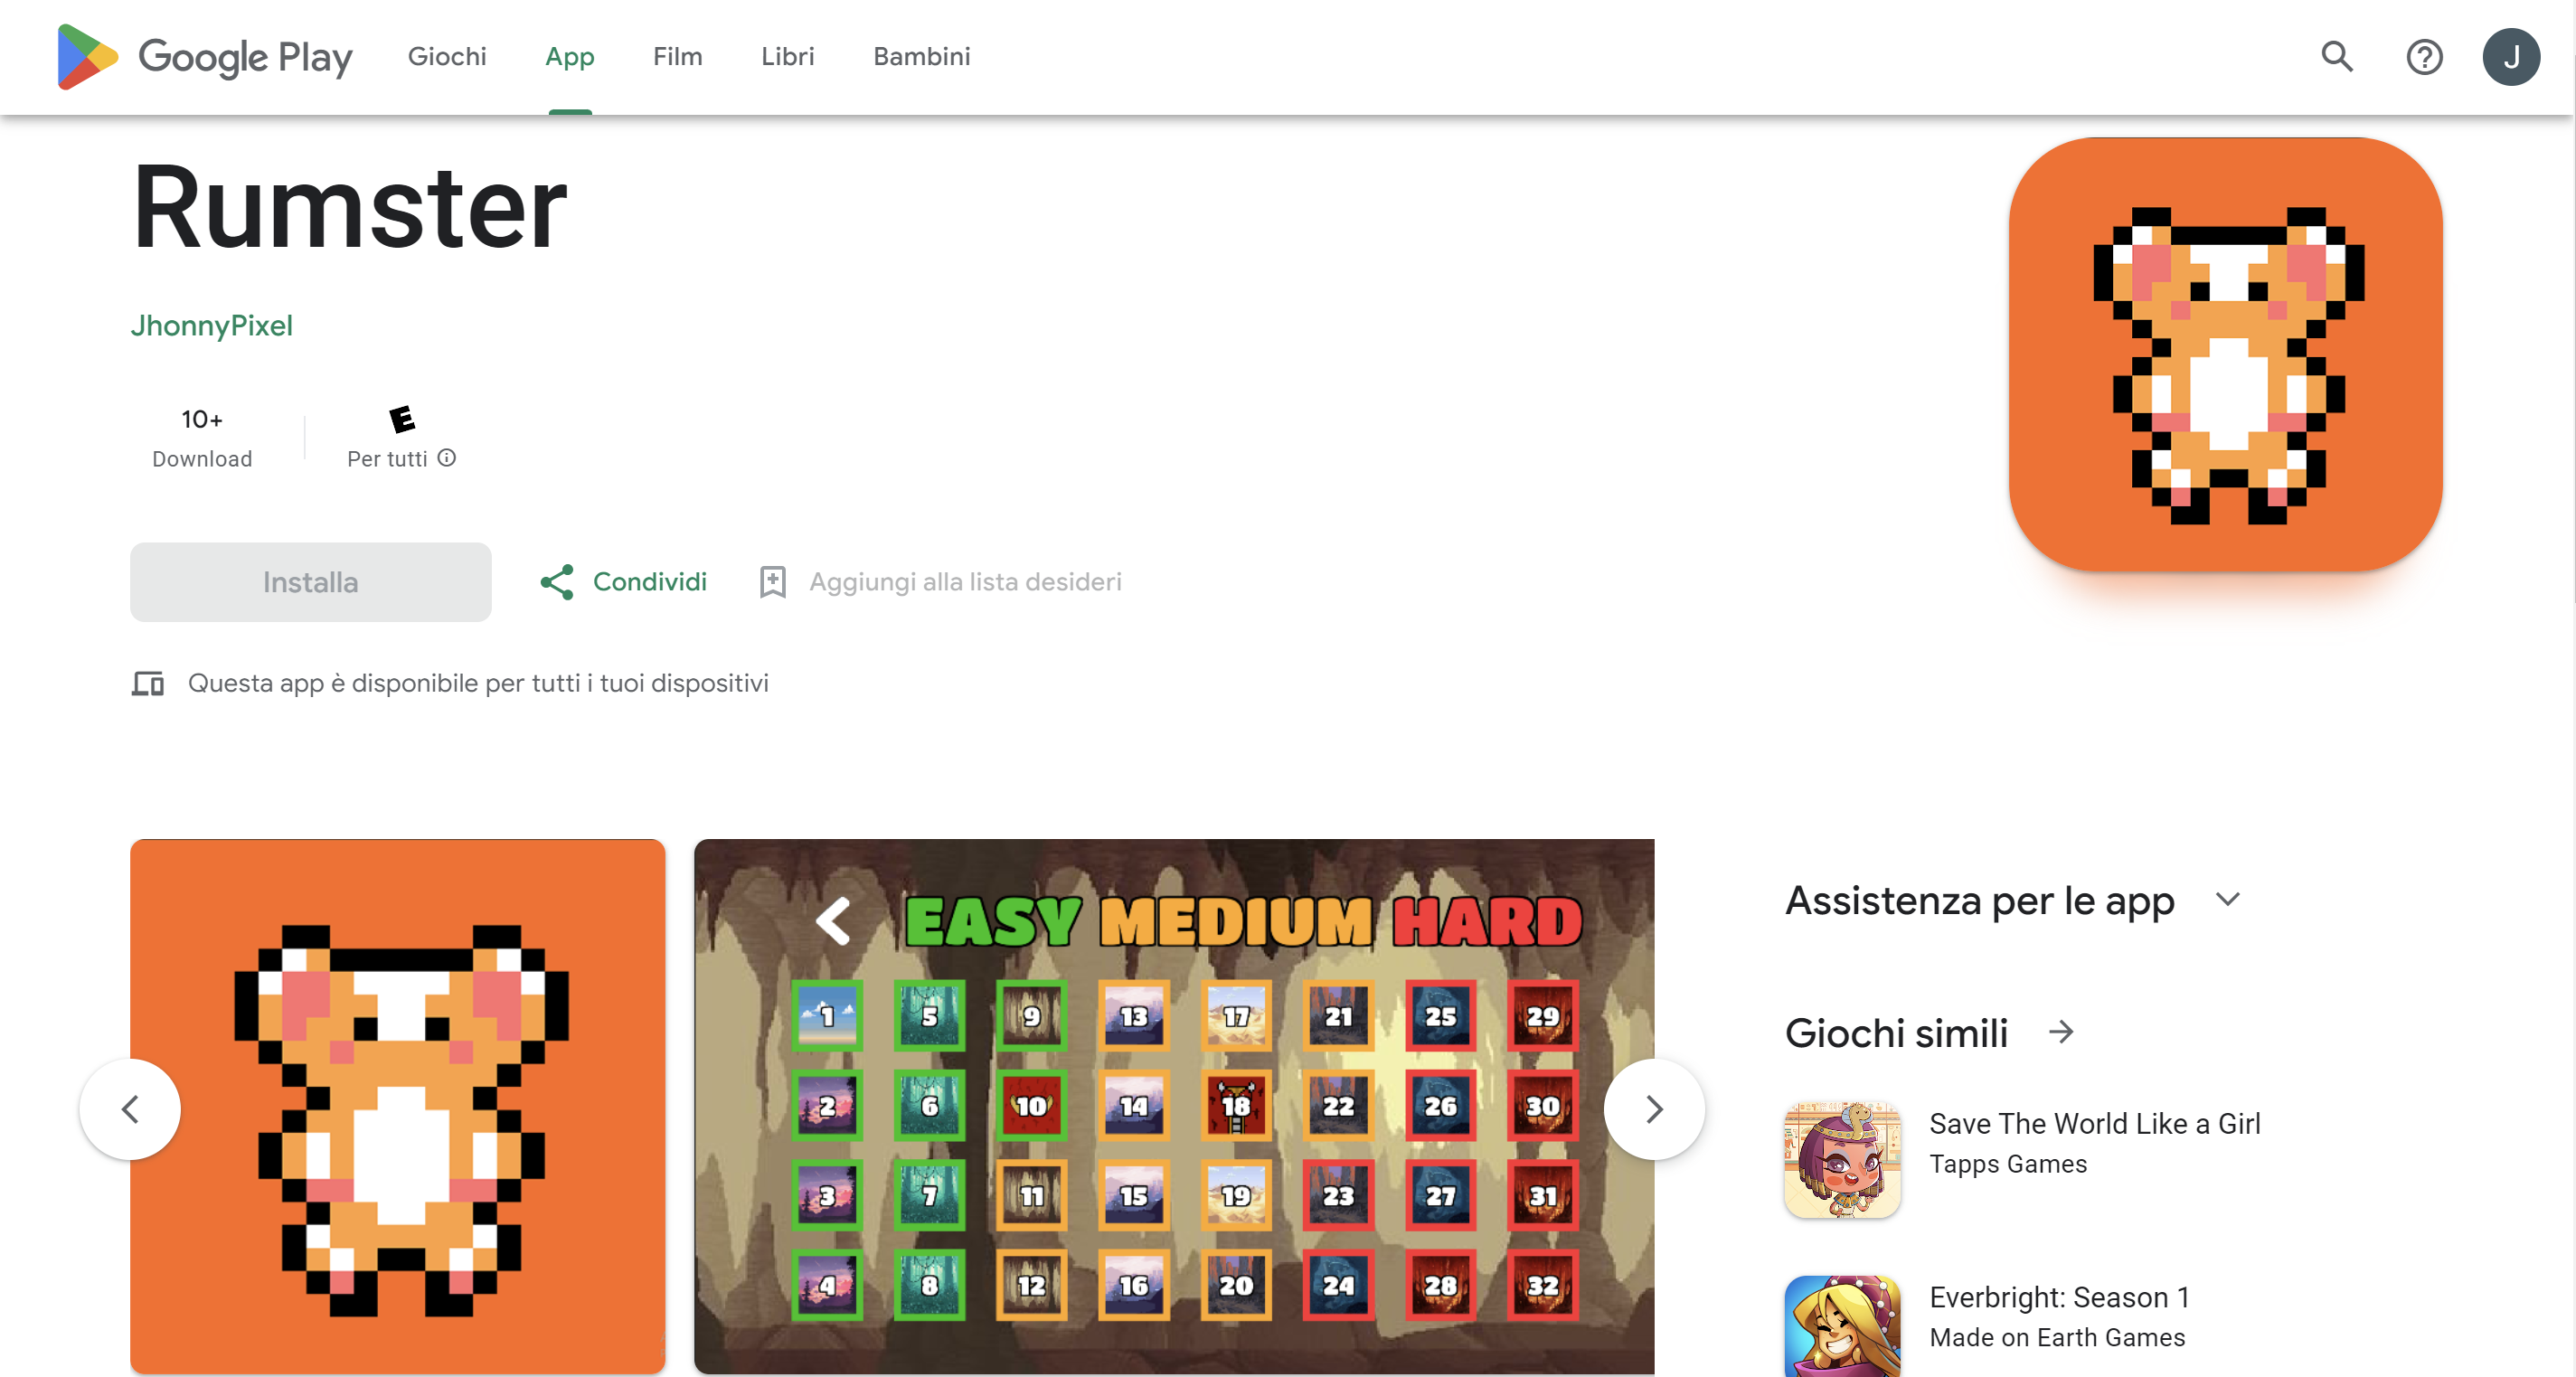 Google Play
Giochi
App
Film
Libri
Bambini
J
Rumster
JhonnyPixel
10+
Download
E
Per tutti
Installa
Condividi
Aggiungi alla lista desideri
Questa app è disponibile per tutti i tuoi dispositivi
EASY MEDIUM HARD
1 5 9 13 17 21 25 29
2 6 10 14 18 22 26 30
3 7 11 15 19 23 27 31
4 8 12 16 20 24 28 32
Assistenza per le app
Giochi simili
Save The World Like a Girl
Tapps Games
Everbright: Season 1
Made on Earth Games